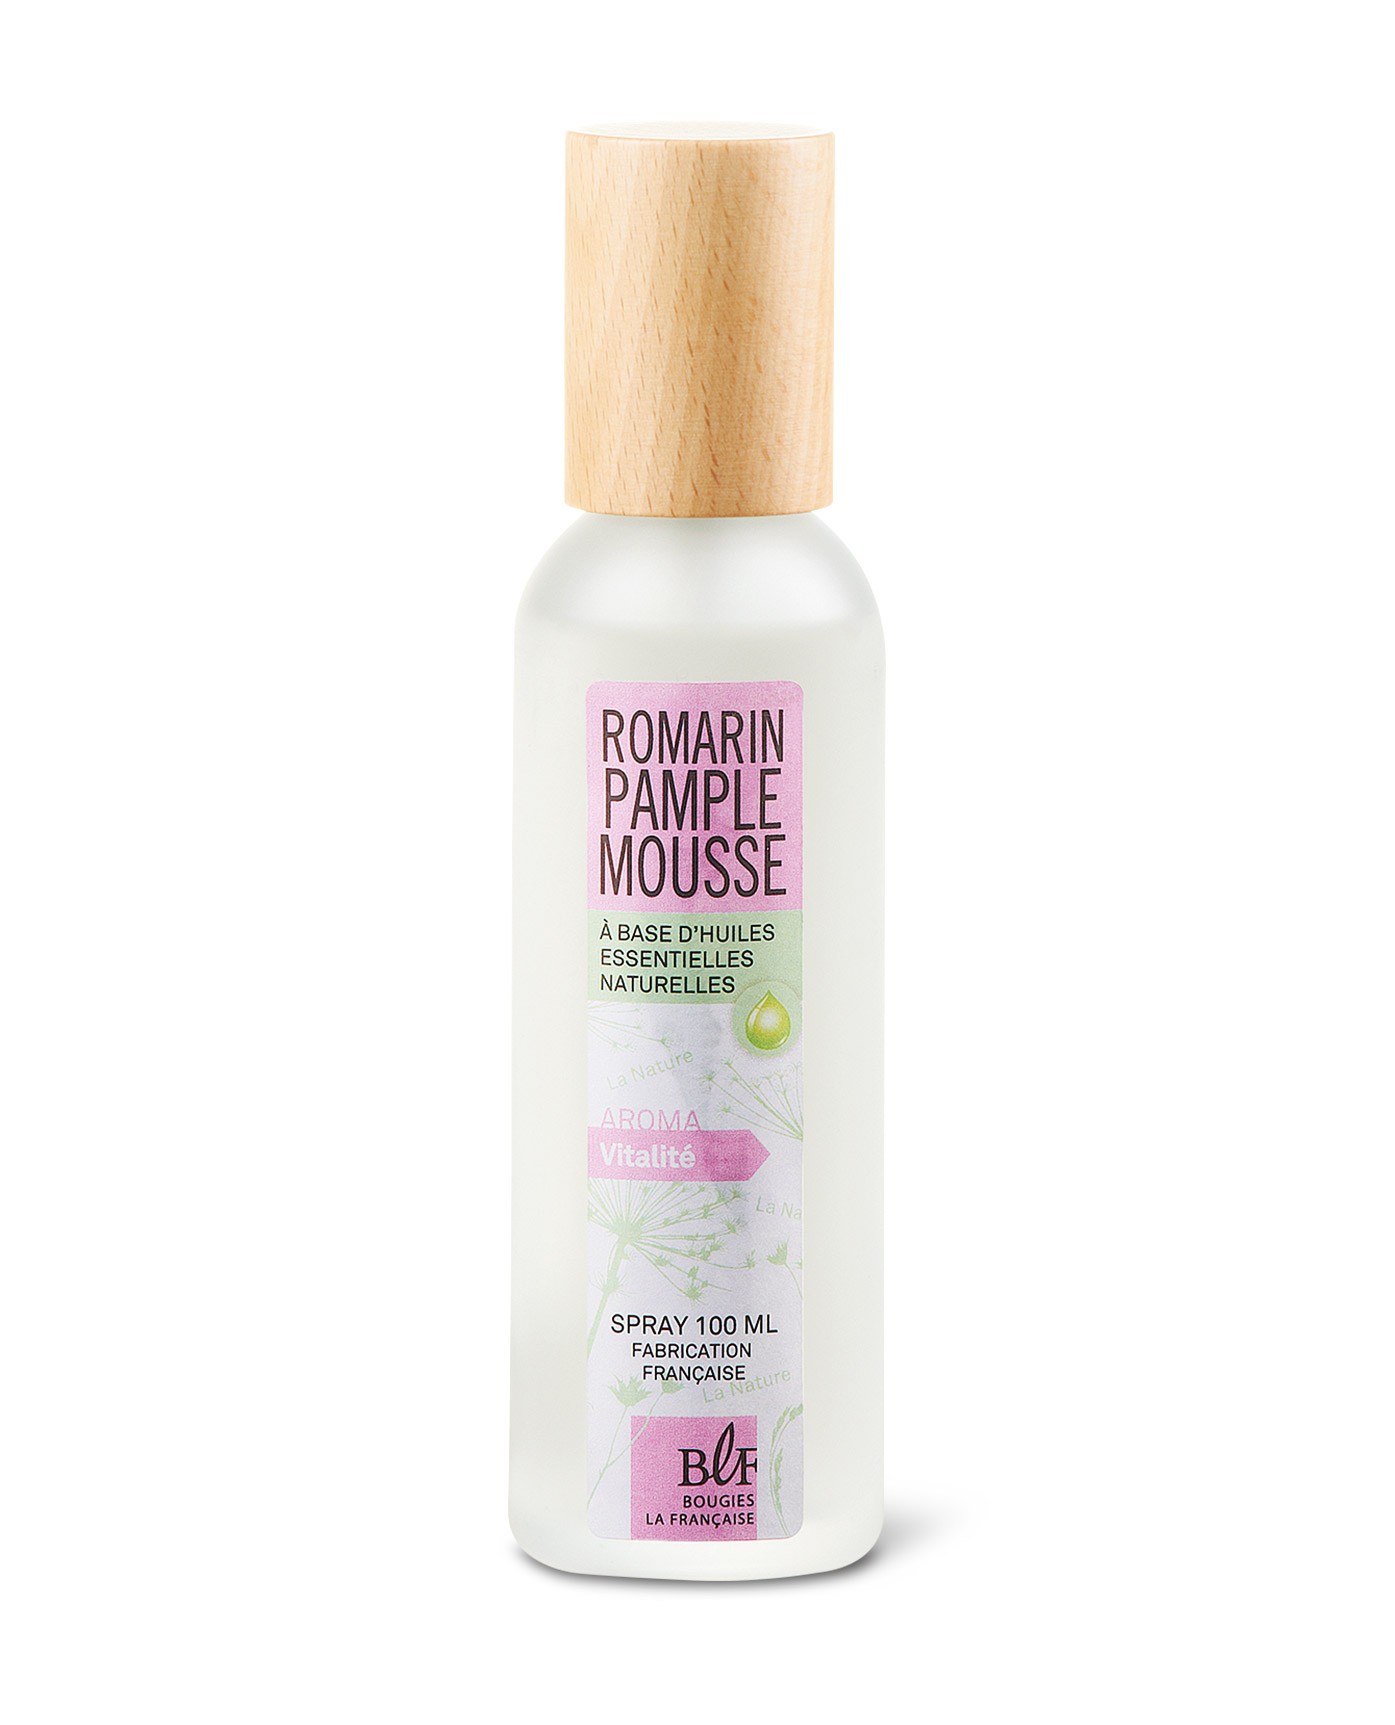 ROMARIN
PAMPLE
MOUSSE
À BASE D'HUILES
ESSENTIELLES
NATURELLES
La Nature
AROMA
Vitalité
La Na
SPRAY 100 ML
FABRICATION
FRANÇAISE
La Nature
BLF
BOUGIES
LA FRANÇAISE